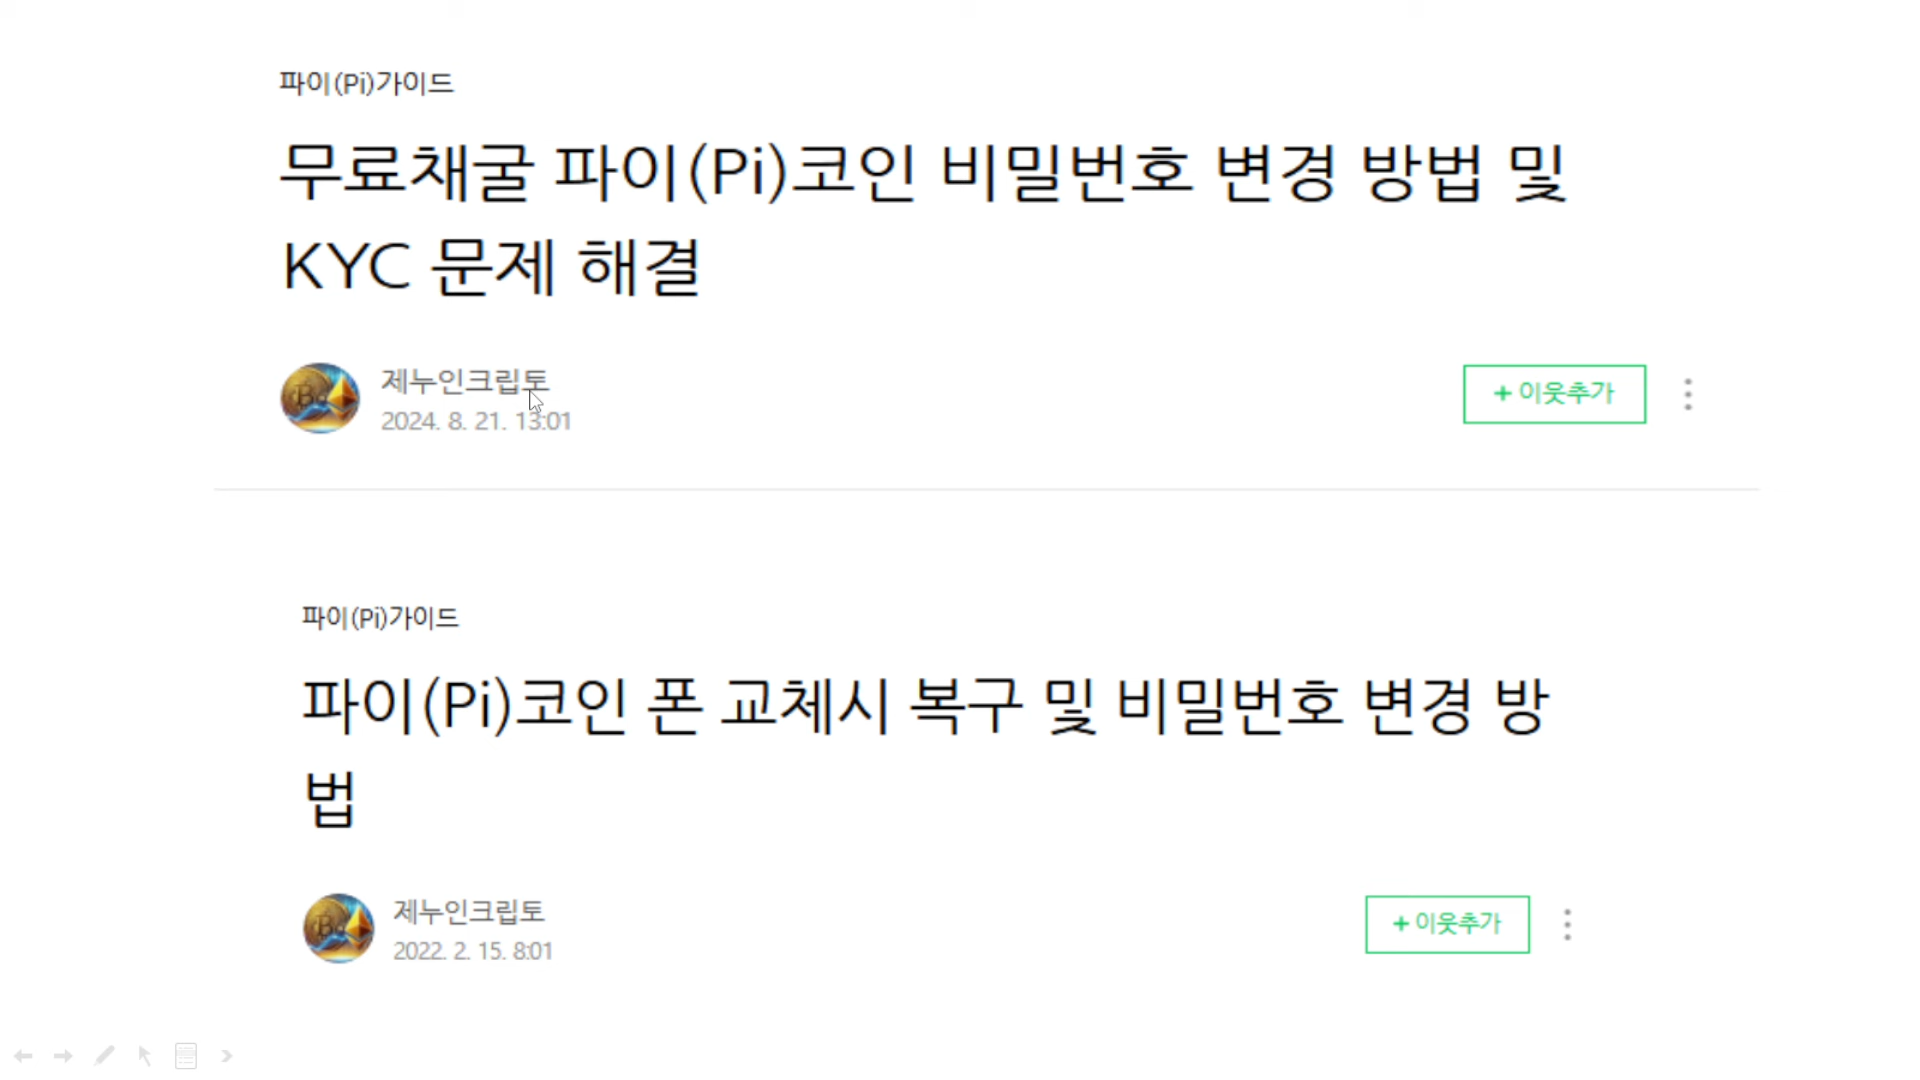 파이(Pi)가이드
무료채굴 파이(Pi)코인 비밀번호 변경 방법 및
KYC 문제 해결
제누인크립토
2024. 8. 21. 13:01
+ 이웃추가
파이(Pi)가이드
파이(Pi)코인 폰 교체시 복구 및 비밀번호 변경 방
법
제누인크립토
2022. 2. 15. 8:01
+ 이웃추가